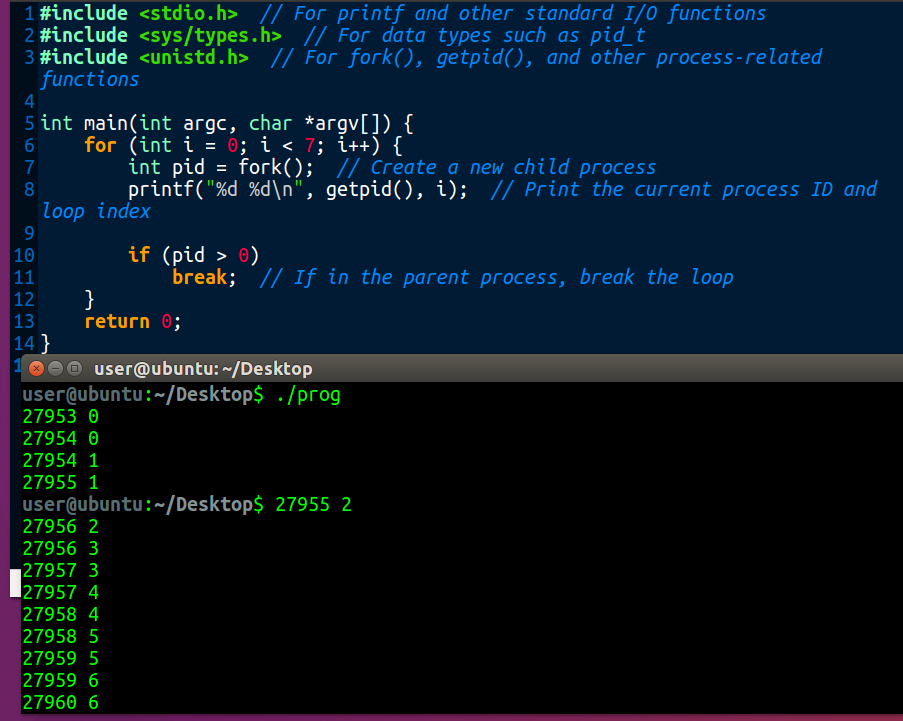 1 #include <stdio.h>  // For printf and other standard I/O functions
2 #include <sys/types.h>  // For data types such as pid_t
3 #include <unistd.h>  // For fork(), getpid(), and other process-related
functions
4
5 int main(int argc, char *argv[]) {
6     for (int i = 0; i < 7; i++) {
7         int pid = fork();  // Create a new child process
8         printf("%d %d\n", getpid(), i);  // Print the current process ID and
loop index
9
10         if (pid > 0)
11             break;  // If in the parent process, break the loop
12     }
13     return 0;
14 }
user@ubuntu: ~/Desktop
user@ubuntu:~/Desktop$ ./prog
27953 0
27954 0
27954 1
27955 1
user@ubuntu:~/Desktop$ 27955 2
27956 2
27956 3
27957 3
27957 4
27958 4
27958 5
27959 5
27959 6
27960 6